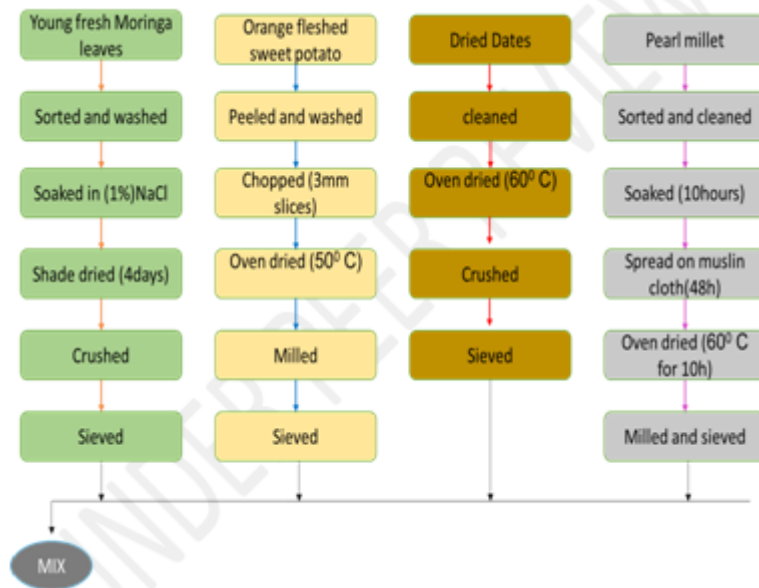 Young fresh Moringa
leaves
Sorted and washed
Soaked in (1%)NaCl
Shade dried (4days)
Crushed
Sieved
Orange fleshed
sweet potato
Peeled and washed
Chopped (3mm
slices)
Oven dried (50⁰ C)
Milled
Sieved
Dried Dates
cleaned
Oven dried (60⁰ C)
Crushed
Sieved
Pearl millet
Sorted and cleaned
Soaked (10hours)
Spread on muslin
cloth(48h)
Oven dried (60⁰ C
for 10h)
Milled and sieved
MIX
UNDER PEER REVIEW